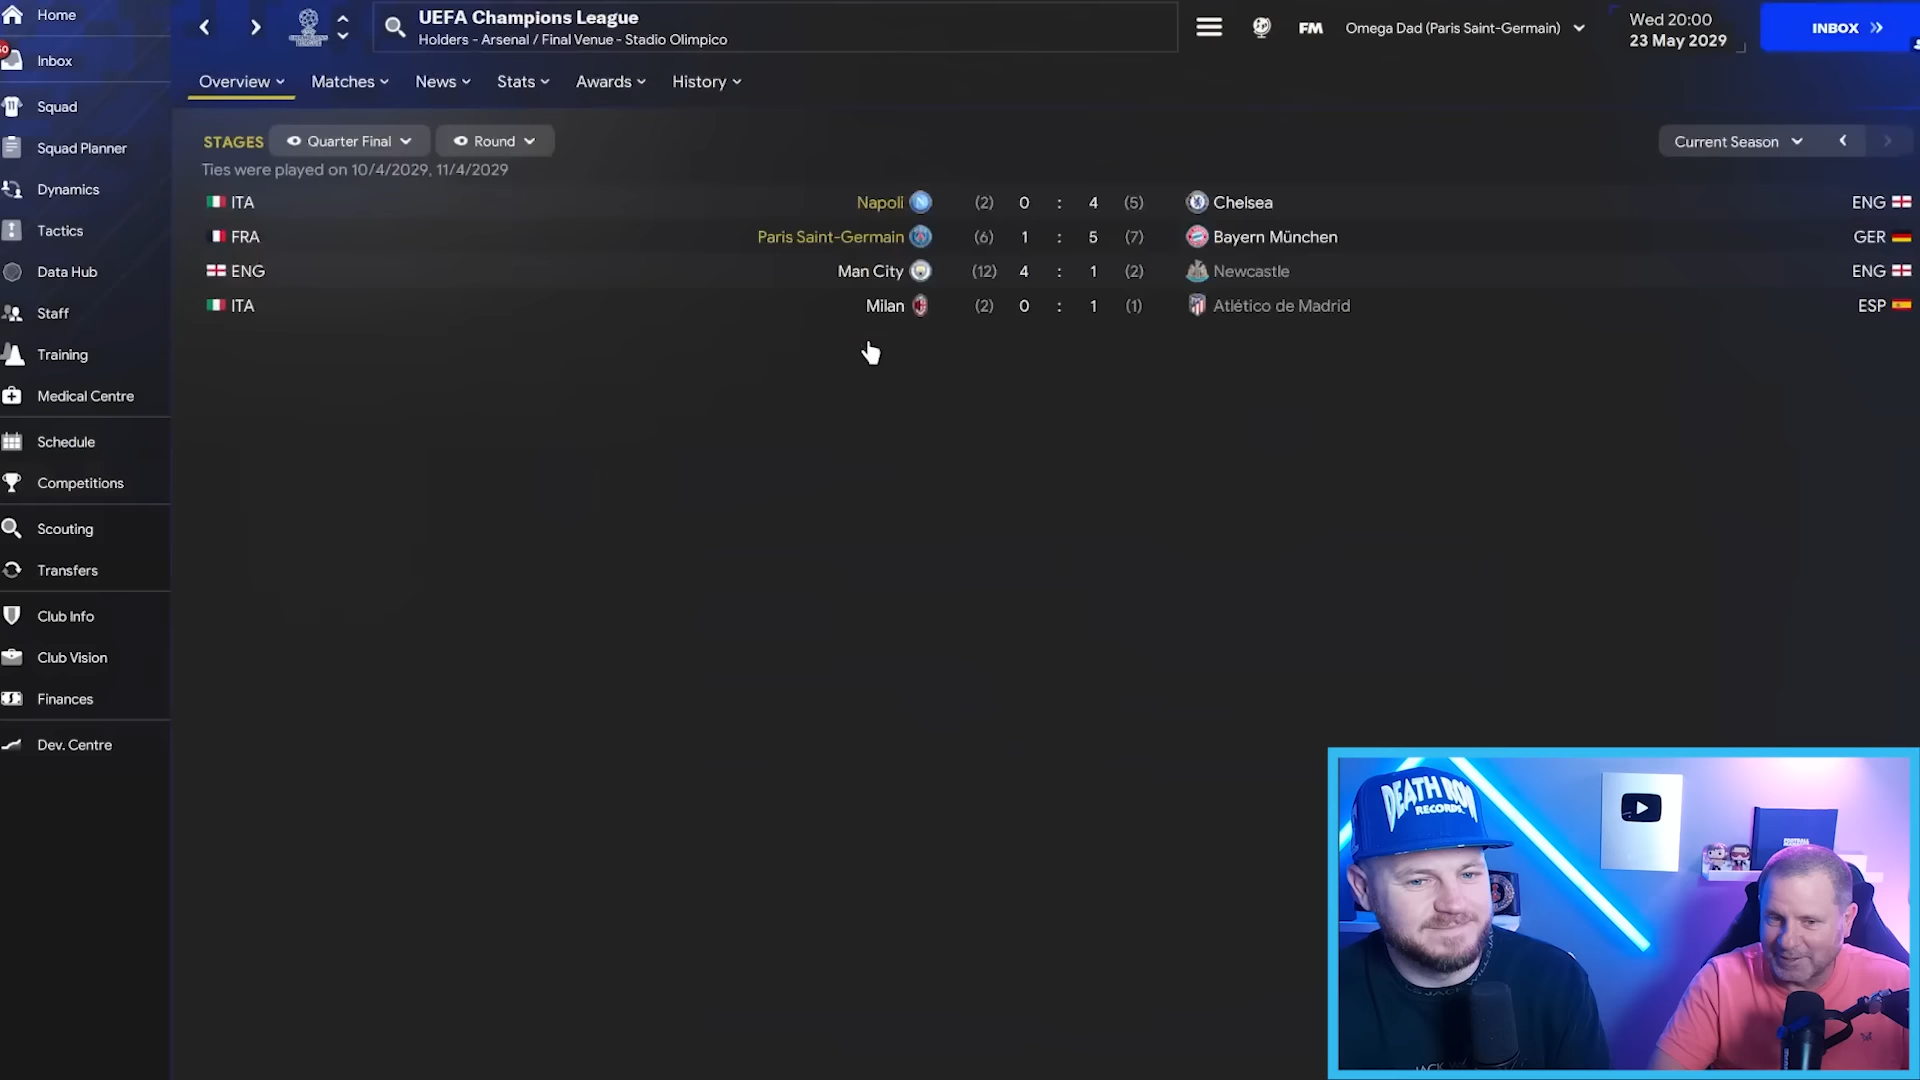 Home
Inbox
Squad
Squad Planner
Dynamics
Tactics
Data Hub
Staff
Training
Medical Centre
Schedule
Competitions
Scouting
Transfers
Club Info
Club Vision
Finances
Dev. Centre
UEFA Champions League
Holders - Arsenal / Final Venue - Stadio Olimpico
FM
Omega Dad (Paris Saint-Germain)
Wed 20:00
23 May 2029
INBOX
Overview Matches News Stats Awards History
STAGES Quarter Final Round Current Season
Ties were played on 10/4/2029, 11/4/2029
ITA Napoli (2) 0 : 4 (5) Chelsea ENG
FRA Paris Saint-Germain (6) 1 : 5 (7) Bayern München GER
ENG Man City (12) 4 : 1 (2) Newcastle ENG
ITA Milan (2) 0 : 1 (1) Atlético de Madrid ESP
DEATH ROW
RECORDS